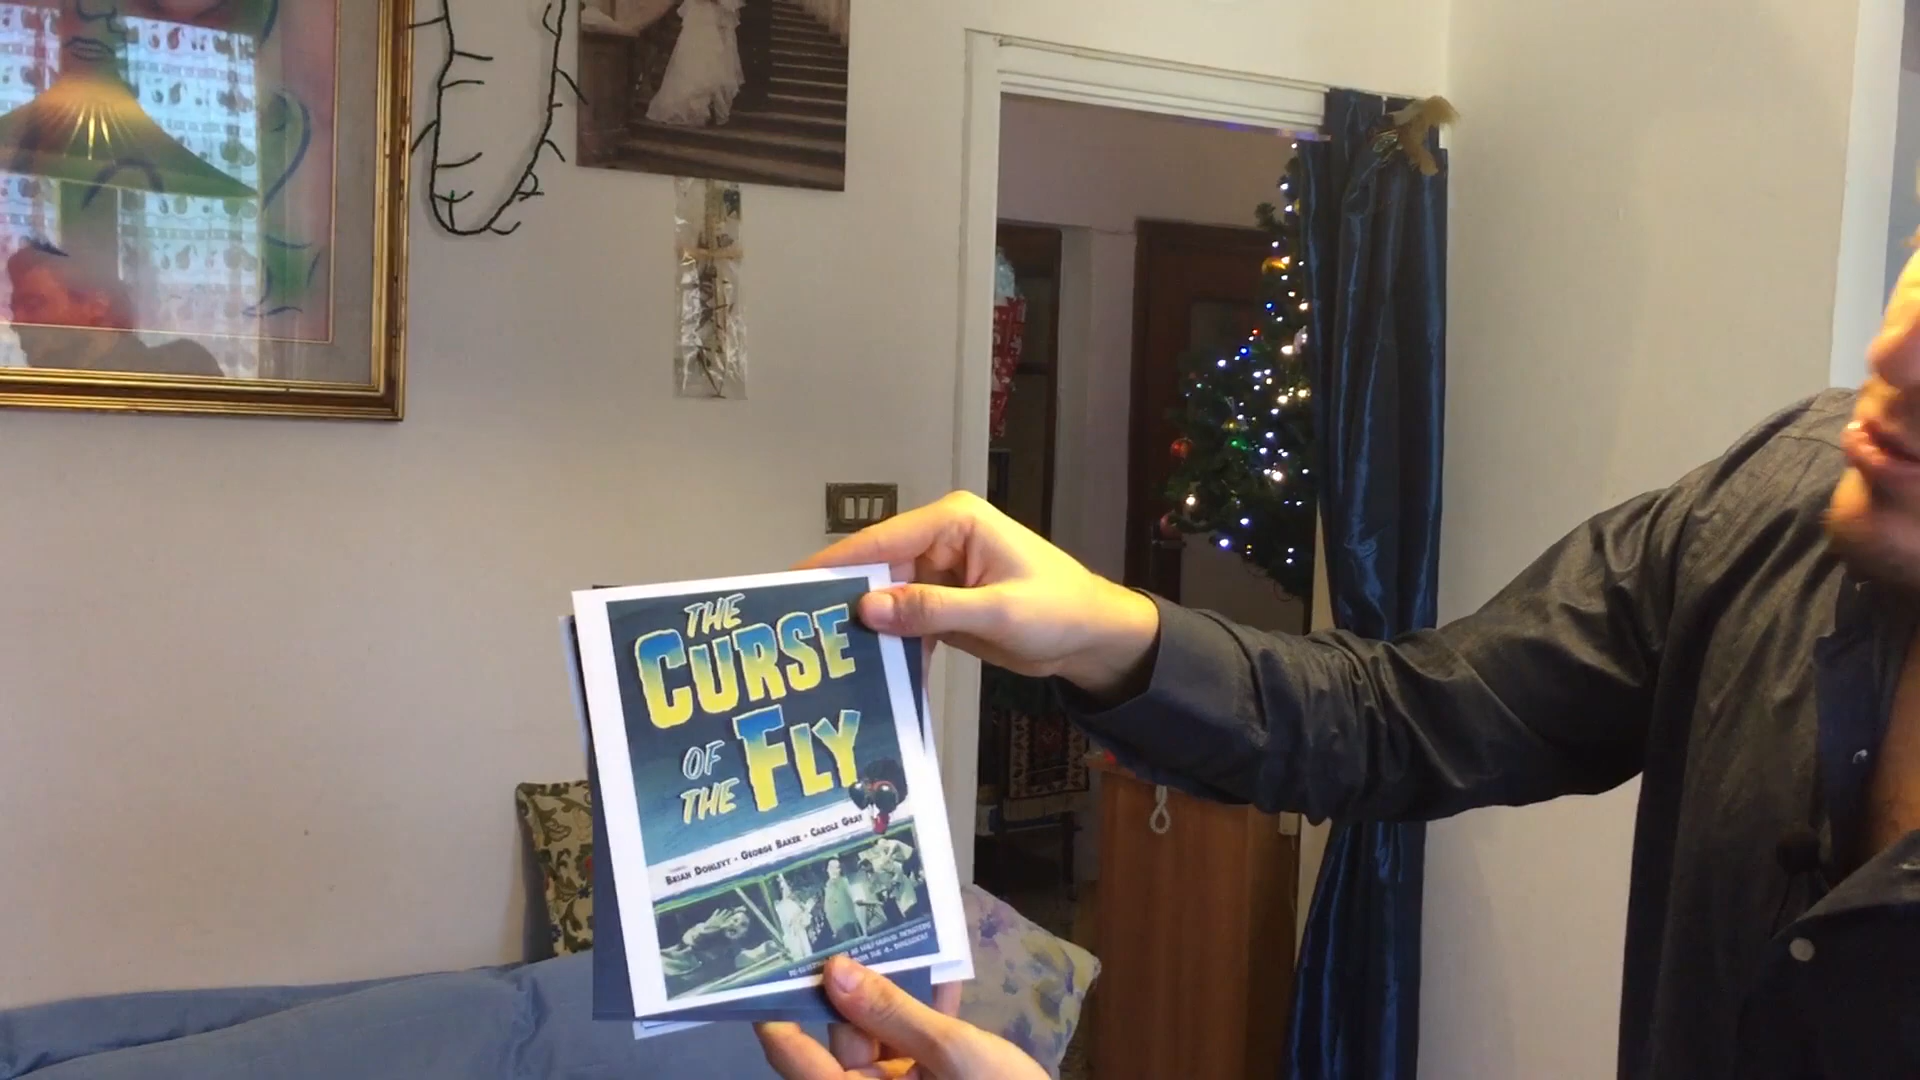 THE
CURSE
OF
THE FLY
BRIAN DONLEVY • GEORGE BAKER • CAROLE GRAY